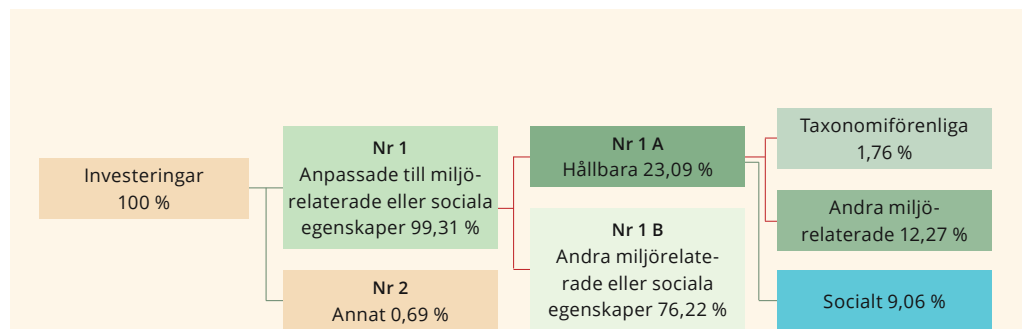 Investeringar
100 %
Nr 1
Anpassade till miljö-
relaterade eller sociala
egenskaper 99,31 %
Nr 2
Annat 0,69 %
Nr 1 A
Hållbara 23,09 %
Nr 1 B
Andra miljörelate-
rade eller sociala
egenskaper 76,22 %
Taxonomiförenliga
1,76 %
Andra miljö-
relaterade 12,27 %
Socialt 9,06 %